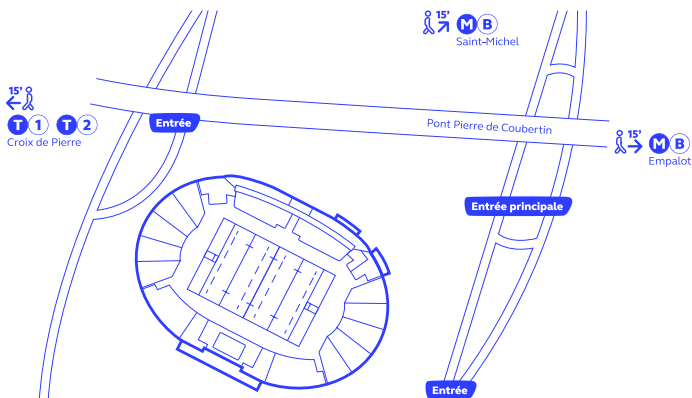 15’
M B
Saint-Michel
15’
T 1 T 2
Croix de Pierre
Entrée
Pont Pierre de Coubertin
15’
M B
Empalot
Entrée principale
Entrée